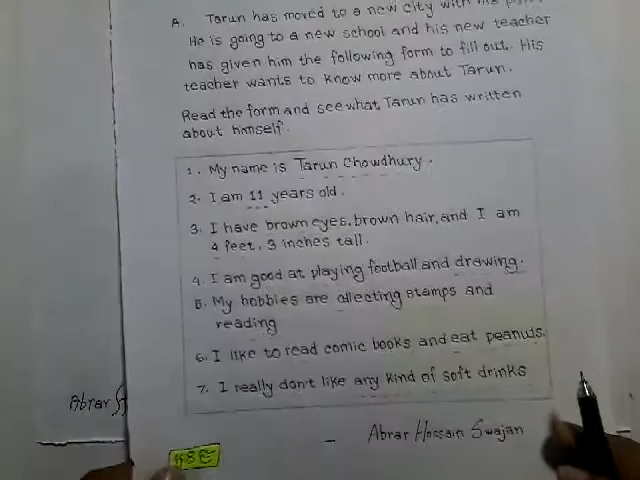 A. Tarun has moved to a new city with his
He is going to a new school and his new teacher
has given him the following form to fill out. His
teacher wants to know more about Tarun.
Read the form and see what Tarun has written
about himself.
1. My name is Tarun Chowdhury.
2. I am 11 years old.
3. I have brown eyes, brown hair, and I am
4 feet, 3 inches tall.
4. I am good at playing football and drawing.
5. My hobbies are ollecting stamps and
reading
6. I like to read comic books and eat peanuds.
7. I really don't like any kind of soft drinks
Abrar
- Abrar Hossain Swajan